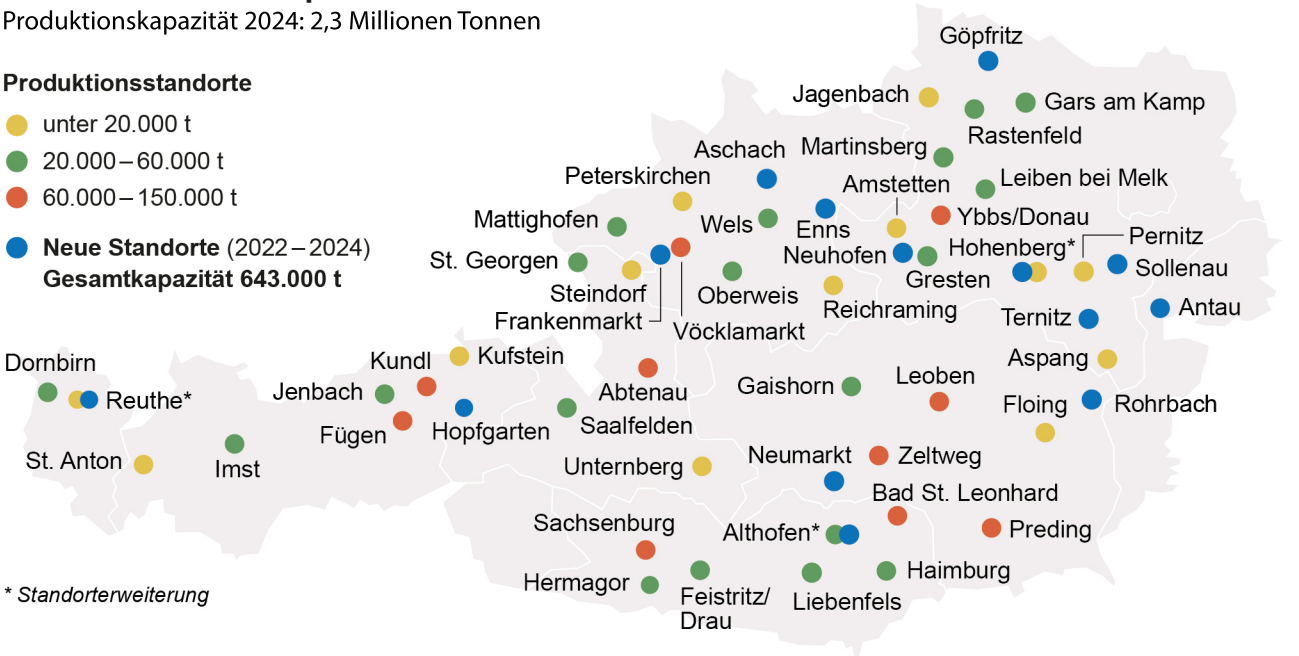 Produktionskapazität 2024: 2,3 Millionen Tonnen
Produktionsstandorte
unter 20.000 t
20.000 – 60.000 t
60.000 – 150.000 t
Neue Standorte (2022 – 2024)
Gesamtkapazität 643.000 t
Göpfritz
Jagenbach
Gars am Kamp
Rastenfeld
Martinsberg
Aschach
Leiben bei Melk
Peterskirchen
Amstetten
Mattighofen
Wels
Enns
Ybbs/Donau
Pernitz
Hohenberg*
St. Georgen
Neuhofen
Sollenau
Gresten
Steindorf
Oberweis
Reichraming
Antau
Frankenmarkt
Vöcklamarkt
Ternitz
Dornbirn
Kundl
Kufstein
Aspang
Jenbach
Abtenau
Gaishorn
Leoben
Reuthe*
Floing
Rohrbach
Fügen
Hopfgarten
Saalfelden
St. Anton
Imst
Unternberg
Neumarkt
Zeltweg
Bad St. Leonhard
Sachsenburg
Althofen*
Preding
Hermagor
Feistritz/
Drau
Liebenfels
Haimburg
* Standorterweiterung